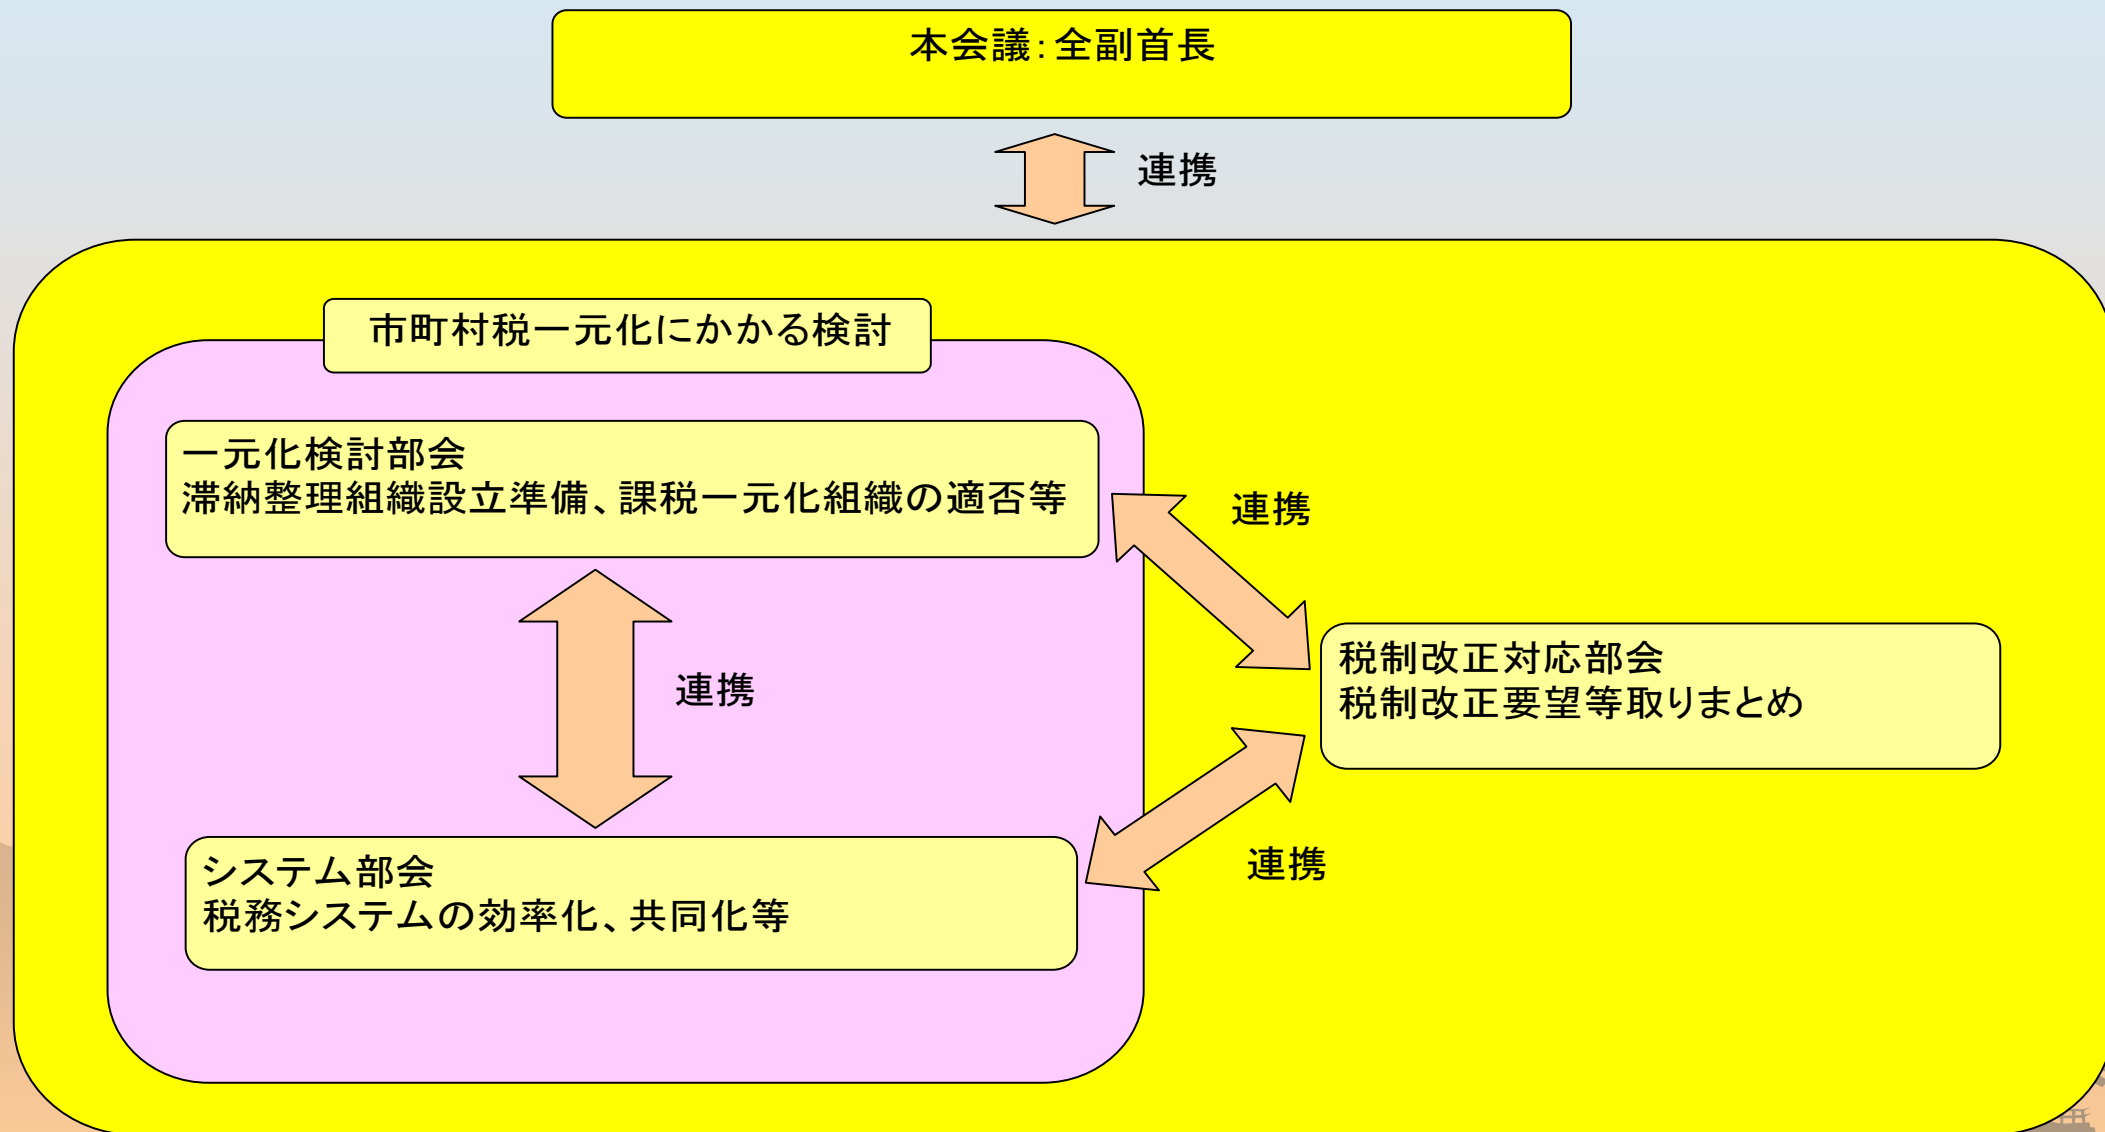 本会議：全副首長
連携
市町村税一元化にかかる検討
一元化検討部会
滞納整理組織設立準備、課税一元化組織の適否等
連携
連携
税制改正対応部会
税制改正要望等取りまとめ
連携
システム部会
税務システムの効率化、共同化等